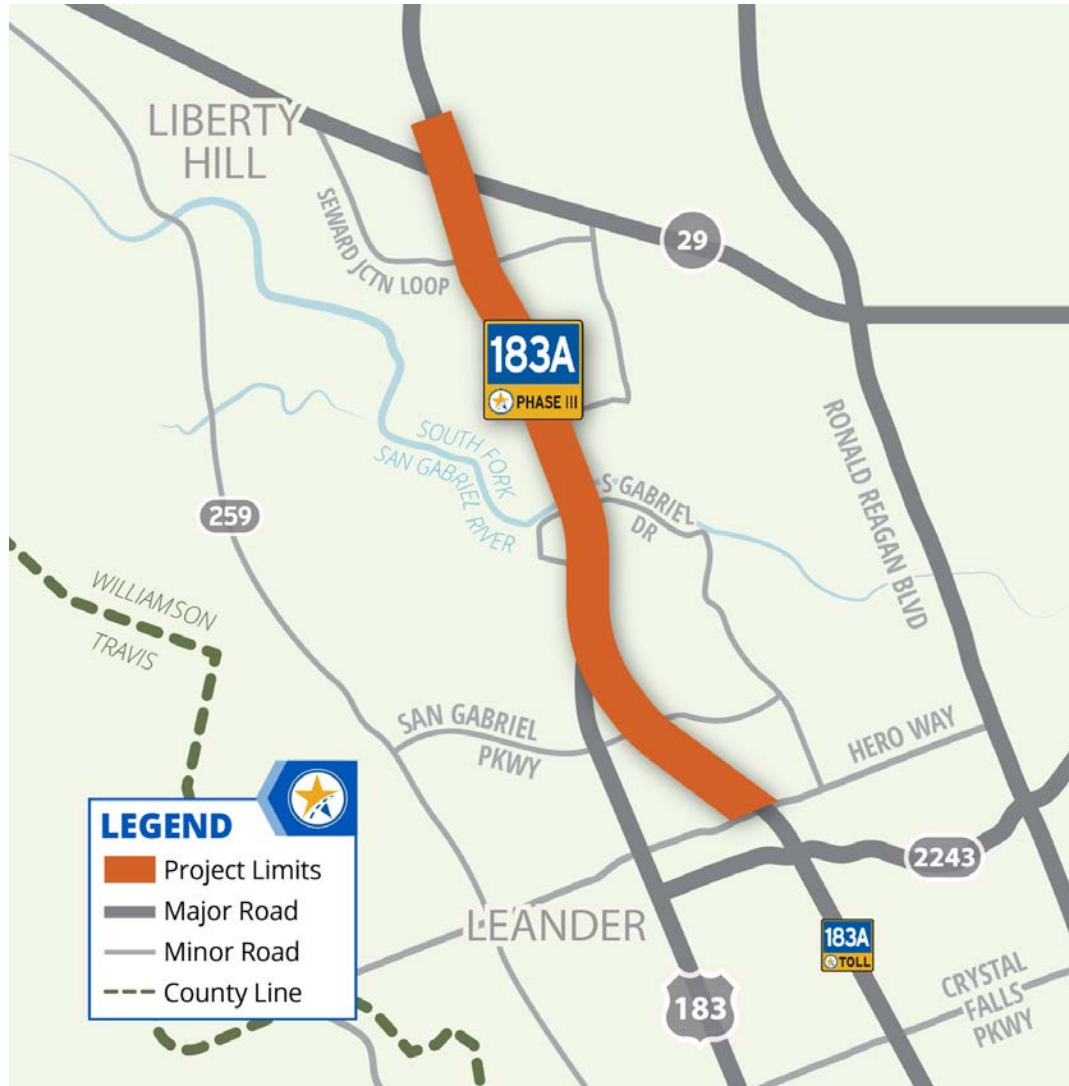 LIBERTY
HILL
SEWARD JCTN LOOP
29
183A
PHASE III
SOUTH FORK
SAN GABRIEL RIVER
S GABRIEL
DR
RONALD REAGAN BLVD
259
WILLIAMSON
TRAVIS
SAN GABRIEL
PKWY
HERO WAY
2243
LEANDER
183A
TOLL
183
CRYSTAL
FALLS
PKWY
LEGEND
Project Limits
Major Road
Minor Road
County Line